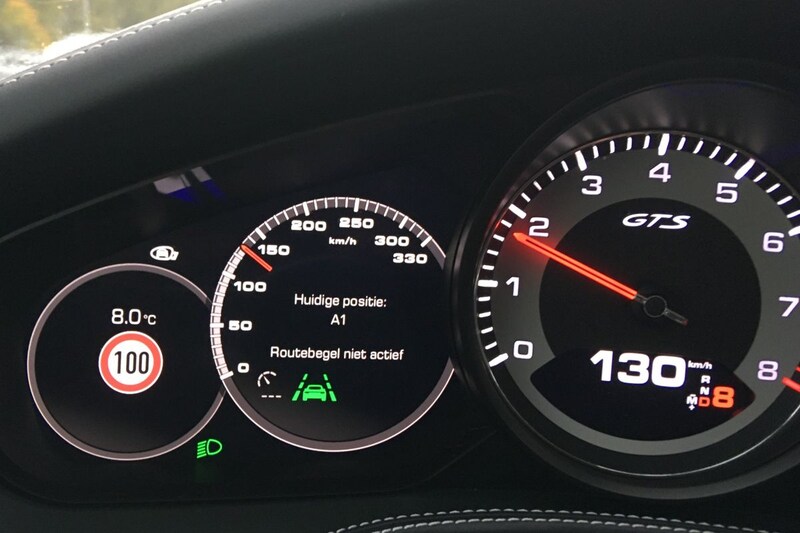 8.0 °C
100
0
50
100
150
200
250
300
330
km/h
Huidige positie:
A1
Routebegel niet actief
---
0
1
2
3
4
5
6
7
8
GTS
130 km/h
R
N
D
M
+
8